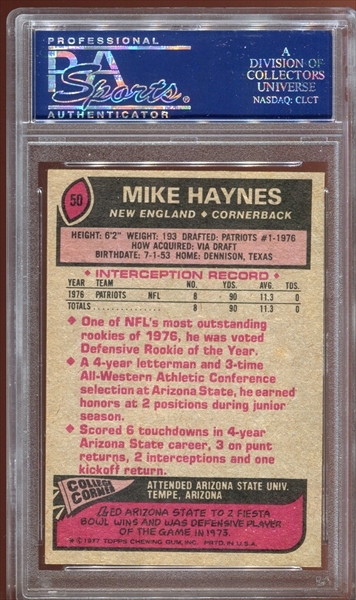 PROFESSIONAL
PSA
Sports
AUTHENTICATOR
A
DIVISION OF
COLLECTORS
UNIVERSE
NASDAQ: CLCT
50
MIKE HAYNES
NEW ENGLAND ◆ CORNERBACK
HEIGHT: 6'2" WEIGHT: 193 DRAFTED: PATRIOTS #1-1976
HOW ACQUIRED: VIA DRAFT
BIRTHDATE: 7-1-53 HOME: DENNISON, TEXAS
◆ INTERCEPTION RECORD ◆
YEAR TEAM NO. YDS. AVG. TDS.
1976 PATRIOTS NFL 8 90 11.3 0
TOTALS 8 90 11.3 0
◆ One of NFL's most outstanding
rookies of 1976, he was voted
Defensive Rookie of the Year.
◆ A 4-year letterman and 3-time
All-Western Athletic Conference
selection at Arizona State, he earned
honors at 2 positions during junior
season.
◆ Scored 6 touchdowns in 4-year
Arizona State career, 3 on punt
returns, 2 interceptions and one
kickoff return.
COLLEGE
CORNER
ATTENDED ARIZONA STATE UNIV.
TEMPE, ARIZONA
LED ARIZONA STATE TO 2 FIESTA
BOWL WINS AND WAS DEFENSIVE PLAYER
OF THE GAME IN 1973.
© 1977 TOPPS CHEWING GUM, INC. PRTD. IN U.S.A.